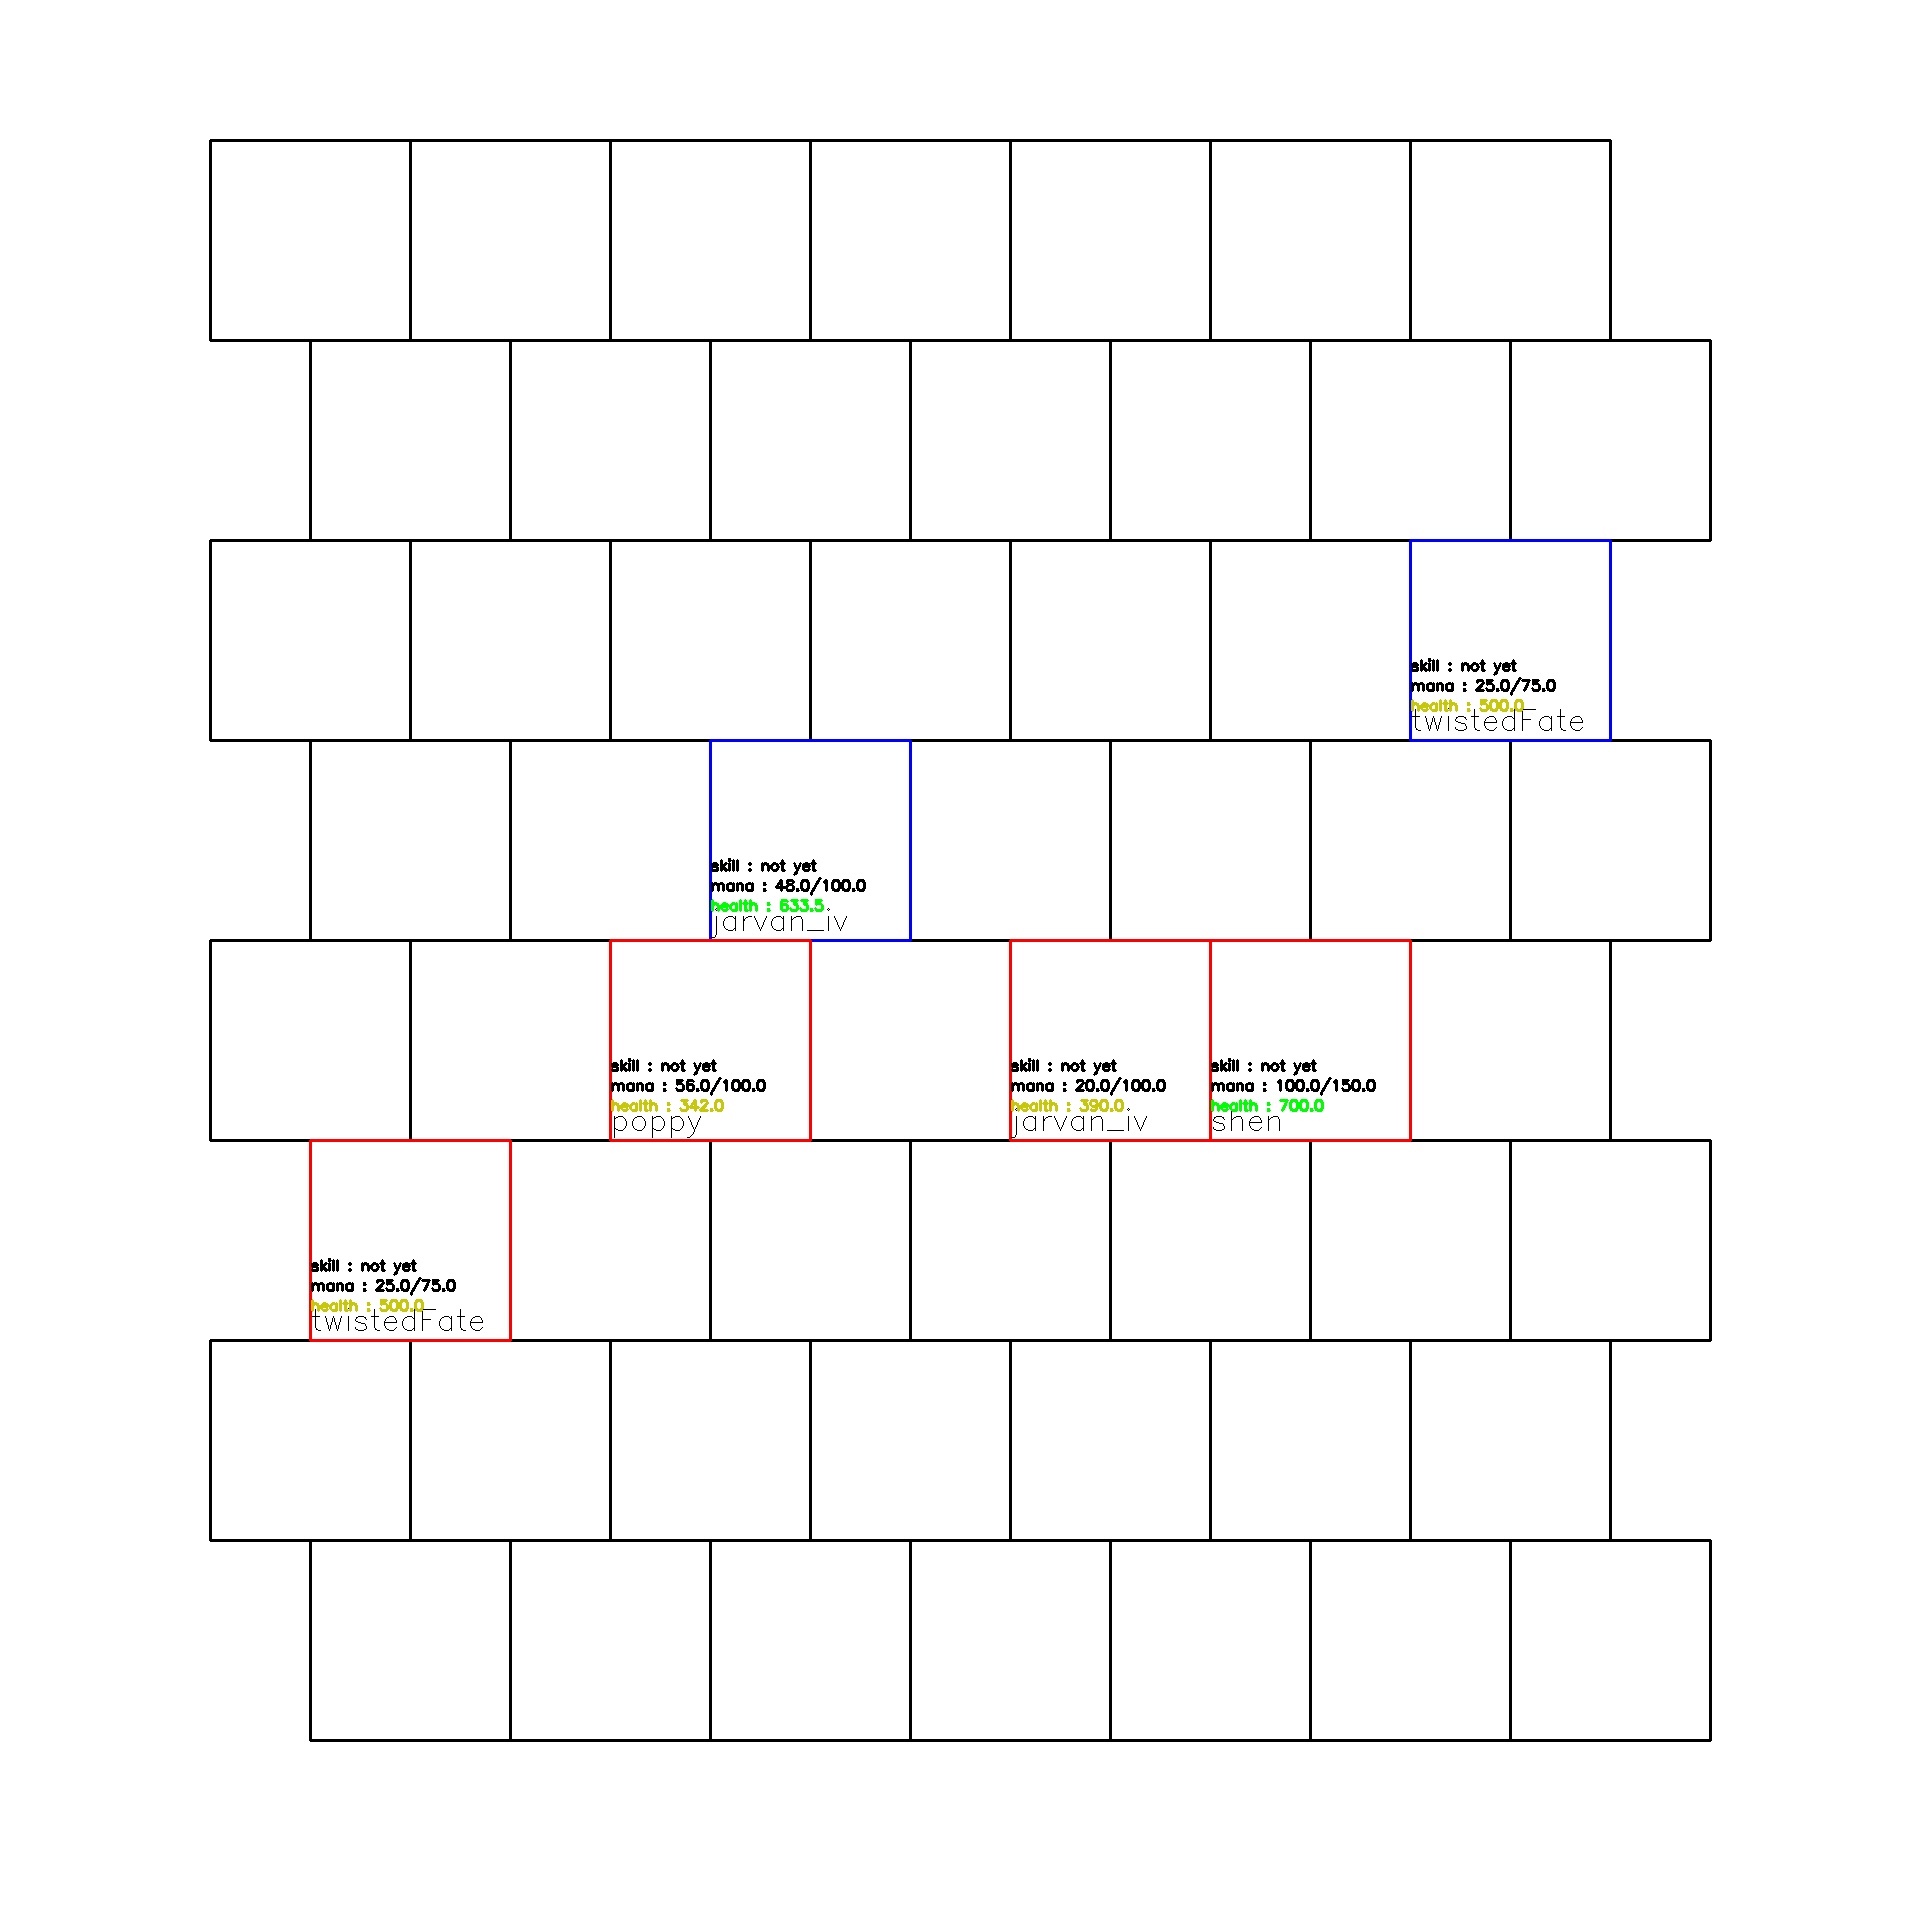 skill : not yet
mana : 25.0/75.0
health : 500.0
twistedFate
skill : not yet
mana : 48.0/100.0
health : 633.5
jarvan_iv
skill : not yet
mana : 56.0/100.0
health : 342.0
poppy
skill : not yet
mana : 20.0/100.0
health : 390.0
jarvan_iv
skill : not yet
mana : 100.0/150.0
health : 700.0
shen
skill : not yet
mana : 25.0/75.0
health : 500.0
twistedFate